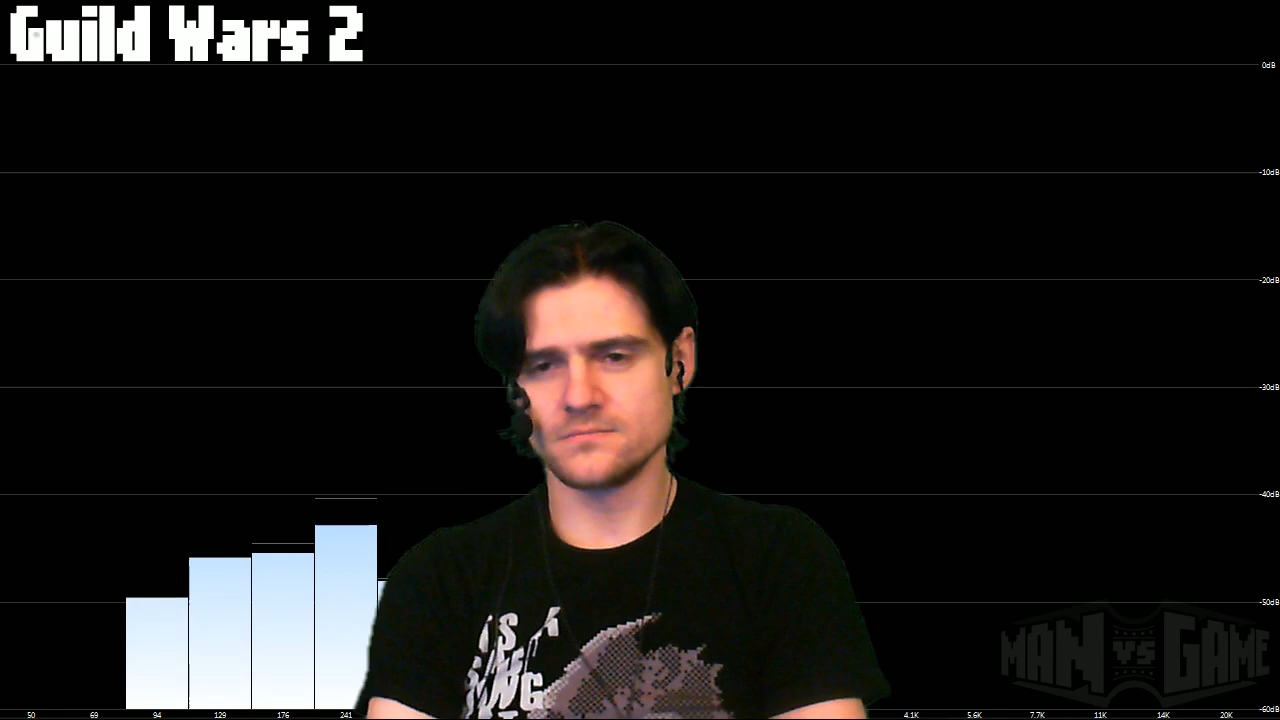 Guild Wars 2
0dB
-10dB
-20dB
-30dB
-40dB
-50dB
MAN VS GAME
-60dB
50 69 94 129 176 241 4.1K 5.6K 7.7K 11K 14K 20K